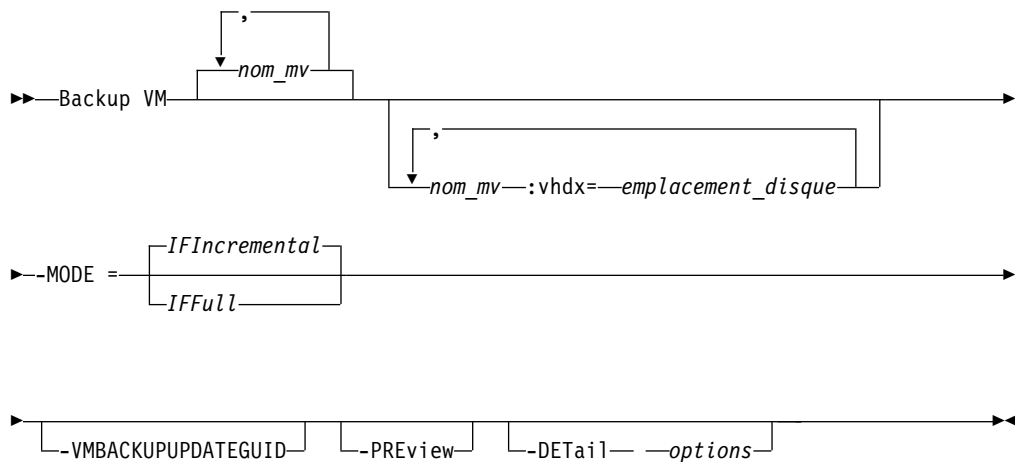 ,
nom_mv
Backup VM
,
nom_mv :vhdx= emplacement_disque
IFIncremental
-MODE =
IFFull
-VMBACKUPUPDATEGUID -PREview -DETail options